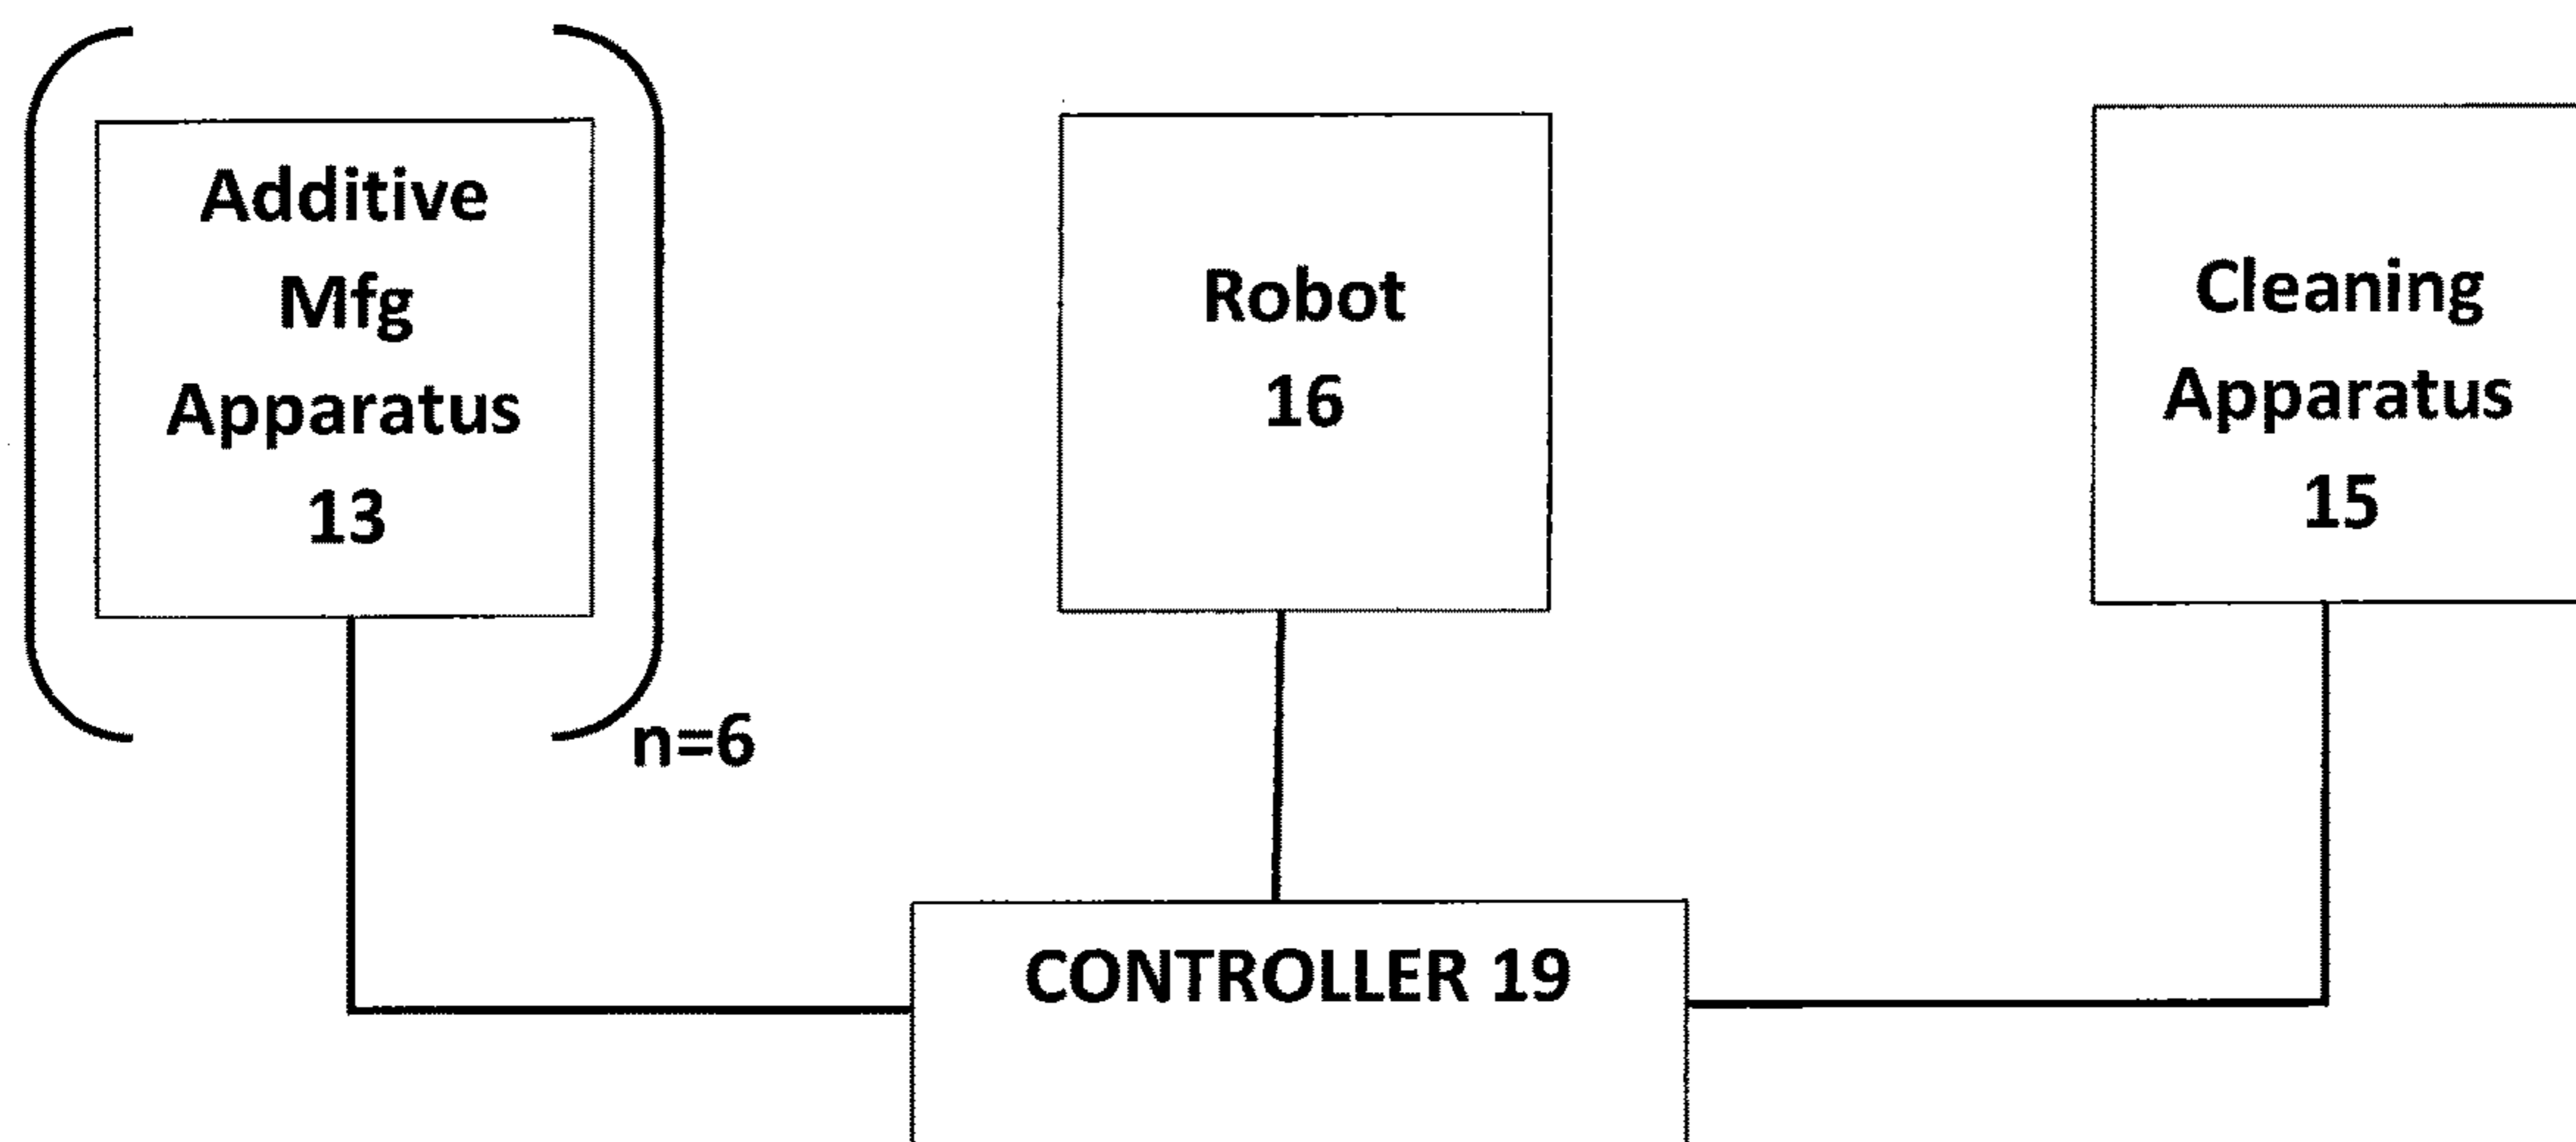 Additive
Mfg
Apparatus
13
n=6
Robot
16
Cleaning
Apparatus
15
CONTROLLER 19